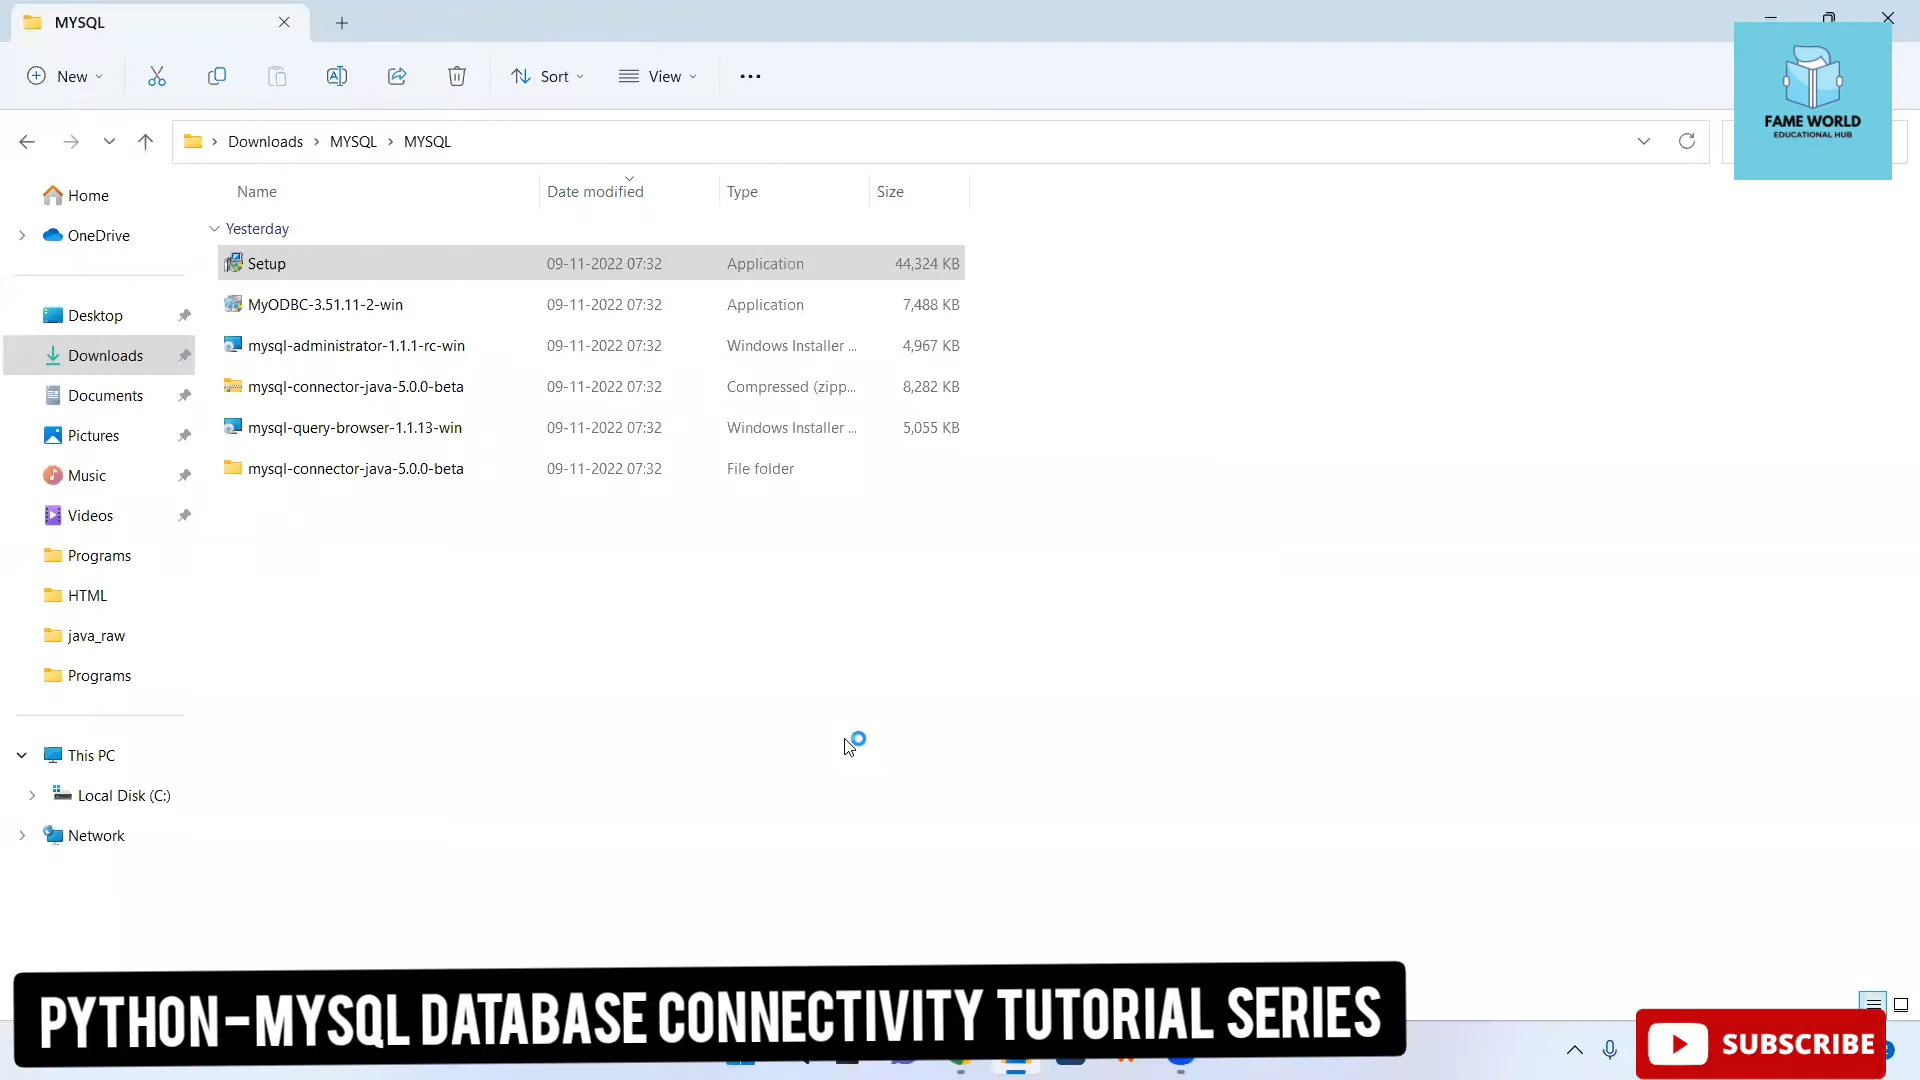 MYSQL
New
Sort
View
Downloads > MYSQL > MYSQL
FAME WORLD
EDUCATIONAL HUB
Name Date modified Type Size
Yesterday
Setup 09-11-2022 07:32 Application 44,324 KB
MyODBC-3.51.11-2-win 09-11-2022 07:32 Application 7,488 KB
mysql-administrator-1.1.1-rc-win 09-11-2022 07:32 Windows Installer ... 4,967 KB
mysql-connector-java-5.0.0-beta 09-11-2022 07:32 Compressed (zipp... 8,282 KB
mysql-query-browser-1.1.13-win 09-11-2022 07:32 Windows Installer ... 5,055 KB
mysql-connector-java-5.0.0-beta 09-11-2022 07:32 File folder
Home
OneDrive
Desktop
Downloads
Documents
Pictures
Music
Videos
Programs
HTML
java_raw
Programs
This PC
Local Disk (C:)
Network
PYTHON-MYSQL DATABASE CONNECTIVITY TUTORIAL SERIES
SUBSCRIBE